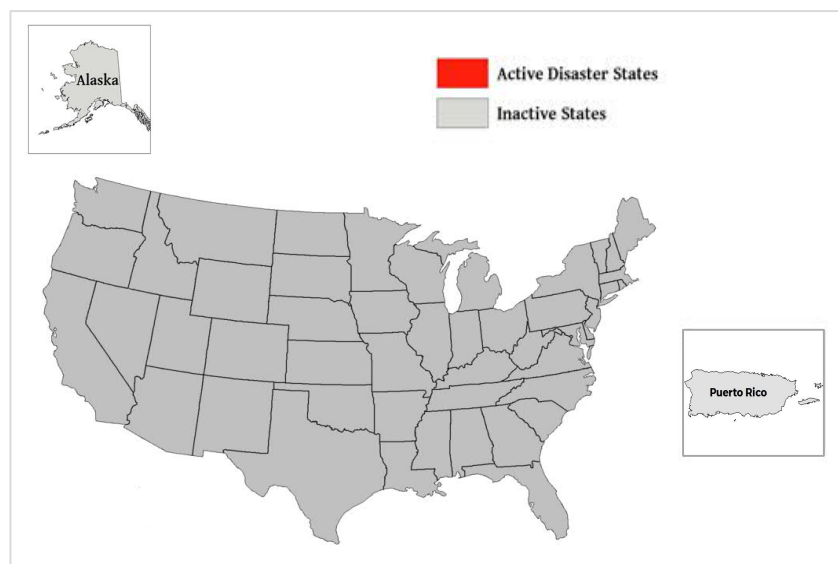 Alaska
Active Disaster States
Inactive States
Puerto Rico